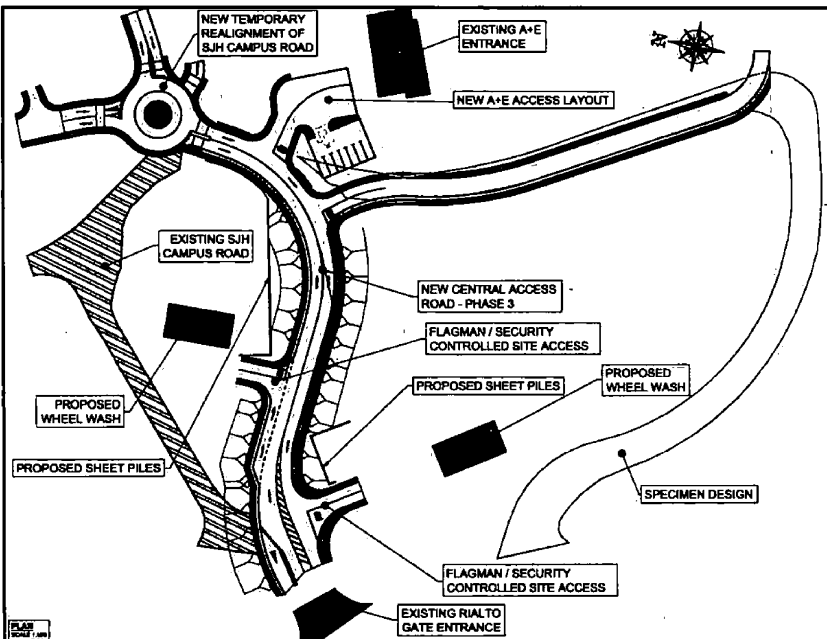 NEW TEMPORARY
REALIGNMENT OF
SJH CAMPUS ROAD
EXISTING A+E
ENTRANCE
NEW A+E ACCESS LAYOUT
EXISTING SJH
CAMPUS ROAD
NEW CENTRAL ACCESS
ROAD - PHASE 3
FLAGMAN / SECURITY
CONTROLLED SITE ACCESS
PROPOSED
WHEEL WASH
PROPOSED SHEET PILES
PROPOSED
WHEEL WASH
PROPOSED SHEET PILES
SPECIMEN DESIGN
FLAGMAN / SECURITY
CONTROLLED SITE ACCESS
EXISTING RIALTO
GATE ENTRANCE
PLAN